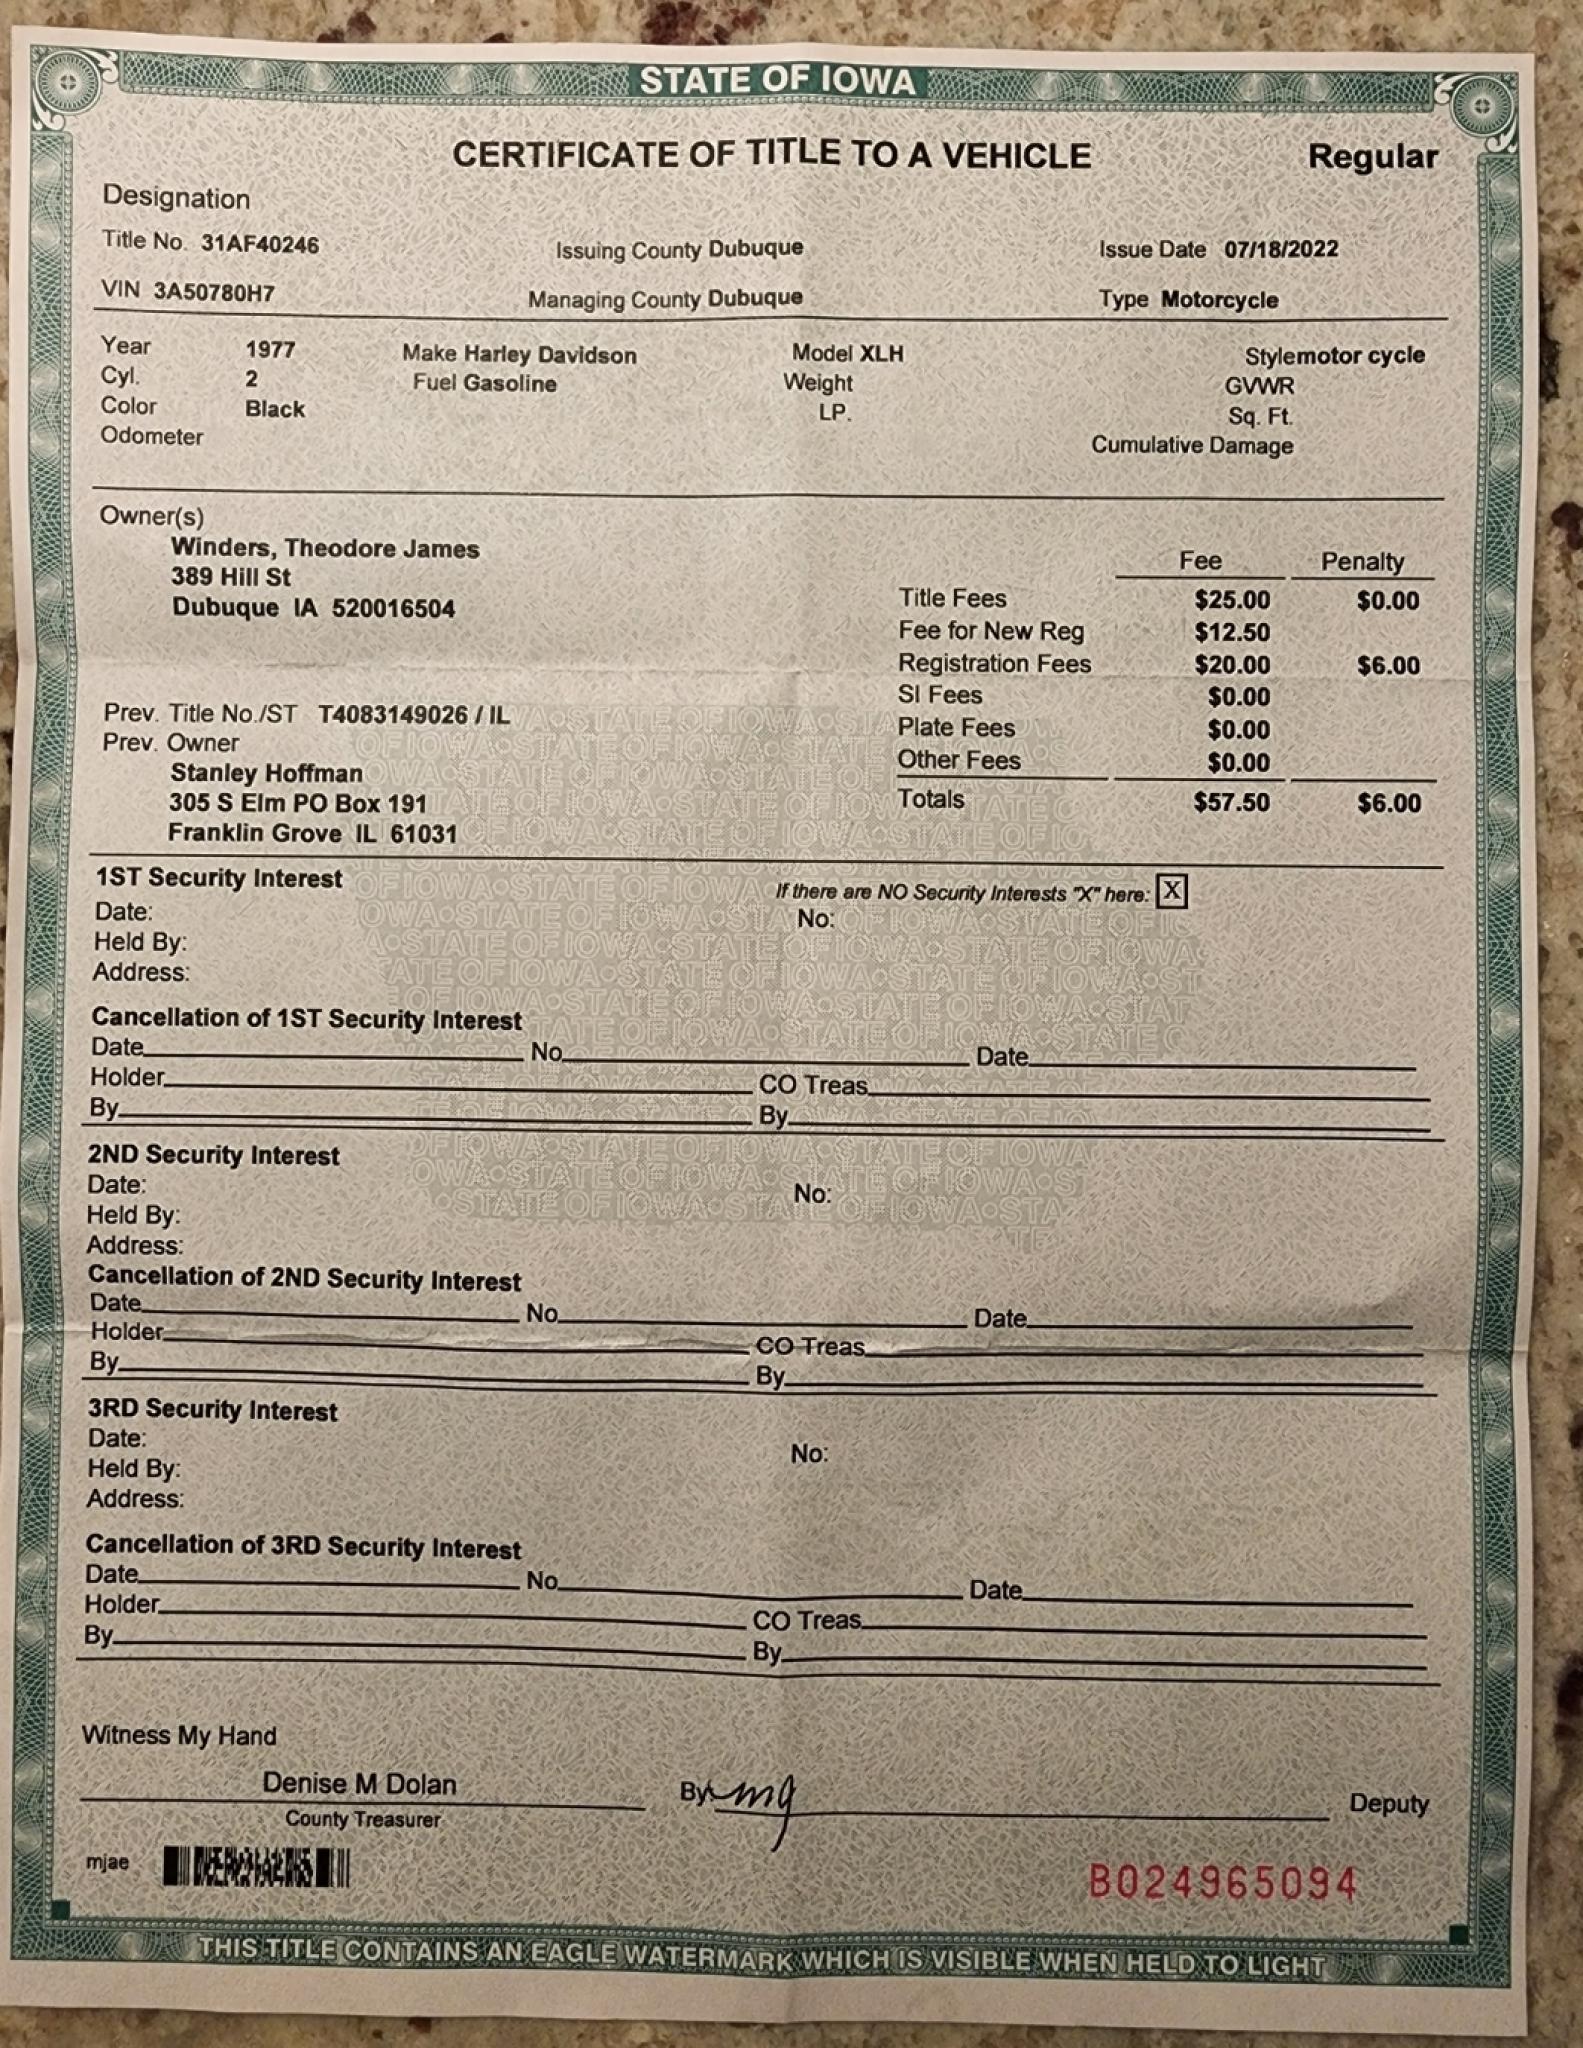 STATE OF IOWA
CERTIFICATE OF TITLE TO A VEHICLE Regular
Designation
Title No. 31AF40246 Issuing County Dubuque Issue Date 07/18/2022
VIN 3A50780H7 Managing County Dubuque Type Motorcycle
Year 1977 Make Harley Davidson Model XLH Style motor cycle
Cyl. 2 Fuel Gasoline Weight GVWR
Color Black LP. Sq. Ft.
Odometer Cumulative Damage
Owner(s)
Winders, Theodore James
389 Hill St
Dubuque IA 520016504
Fee Penalty
Title Fees $25.00 $0.00
Fee for New Reg $12.50
Registration Fees $20.00 $6.00
SI Fees $0.00
Plate Fees $0.00
Other Fees $0.00
Totals $57.50 $6.00
Prev. Title No./ST T4083149026 / IL
Prev. Owner
Stanley Hoffman
305 S Elm PO Box 191
Franklin Grove IL 61031
1ST Security Interest If there are NO Security Interests "X" here: X
Date: No:
Held By:
Address:
Cancellation of 1ST Security Interest
Date No Date
Holder CO Treas
By By
2ND Security Interest
Date: No:
Held By:
Address:
Cancellation of 2ND Security Interest
Date No Date
Holder CO Treas
By By
3RD Security Interest
Date: No:
Held By:
Address:
Cancellation of 3RD Security Interest
Date No Date
Holder CO Treas
By By
Witness My Hand
Denise M Dolan By mg Deputy
County Treasurer
mjae
B024965094
THIS TITLE CONTAINS AN EAGLE WATERMARK WHICH IS VISIBLE WHEN HELD TO LIGHT